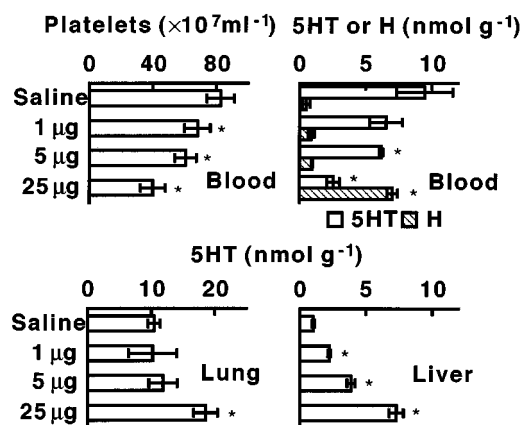 Platelets (×10⁷ml⁻¹) 5HT or H (nmol g⁻¹)
0 40 80 0 5 10
Saline
1 µg *
5 µg * *
25 µg * * *
Blood Blood
5HT H
5HT (nmol g⁻¹)
0 10 20 0 5 10
Saline
1 µg *
5 µg *
Lung Liver
25 µg * *